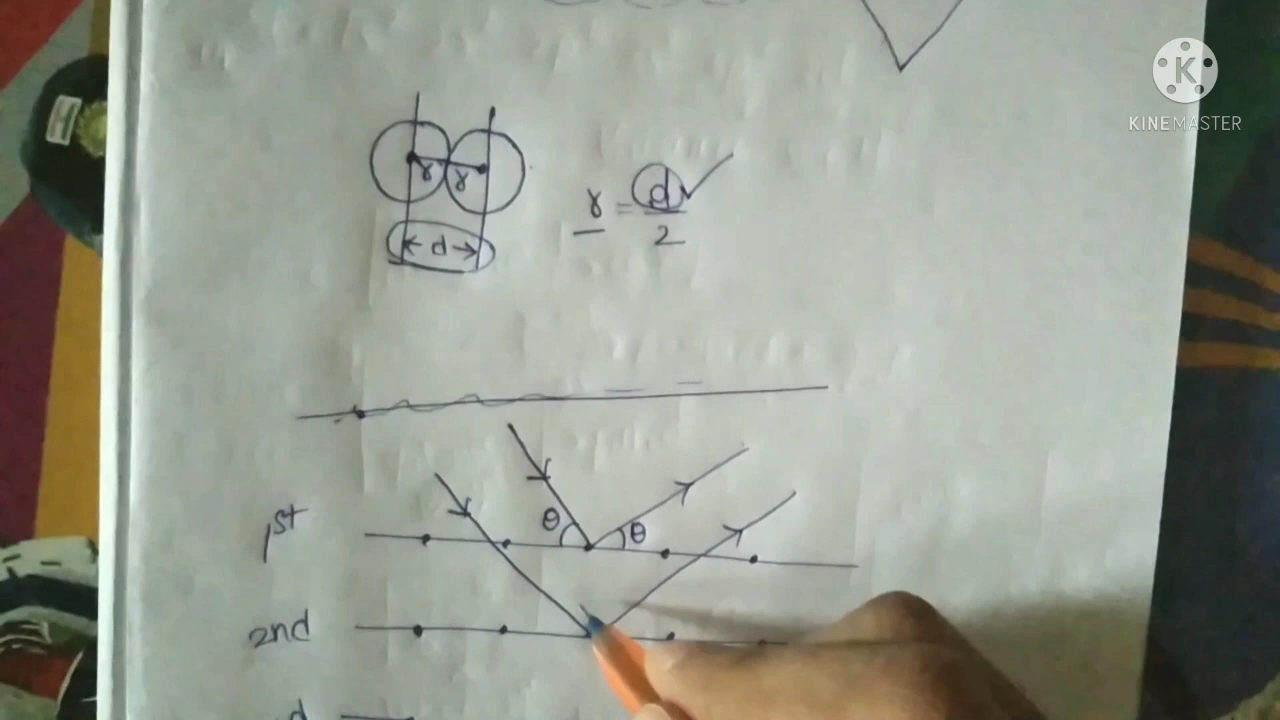 K
KINEMASTER
r r
r = d/2
d
θ θ
1st
2nd
d